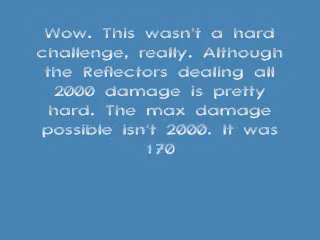 Wow. This wasn't a hard
challenge, really. Although
the Reflectors dealing all
2000 damage is pretty
hard. The max damage
possible isn't 2000. It was
170